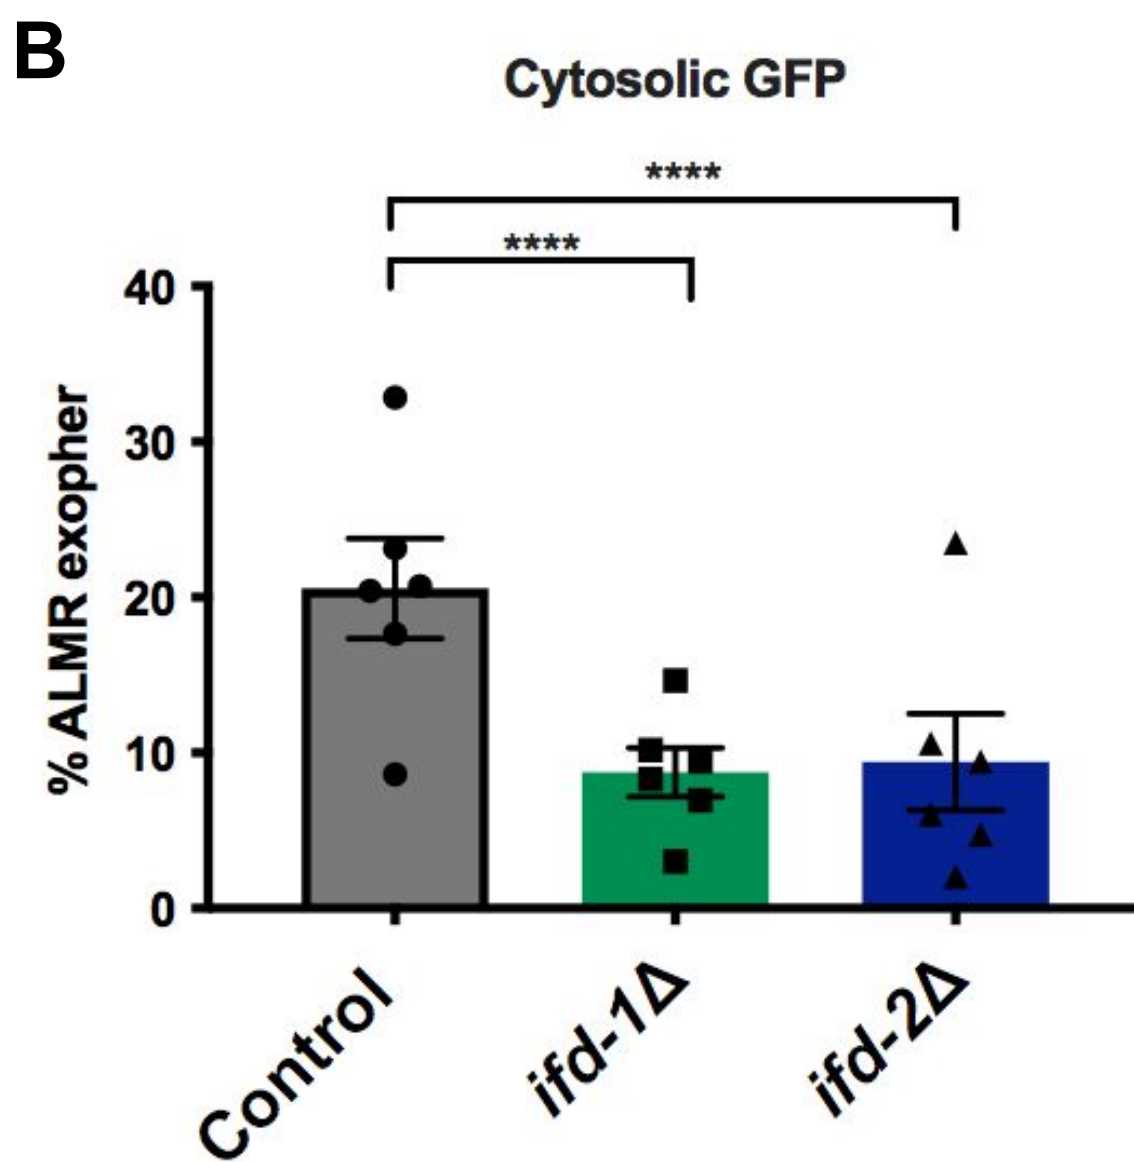 B
Cytosolic GFP
****
****
40
30
20
10
0
% ALMR exopher
Control
ifd-1Δ
ifd-2Δ